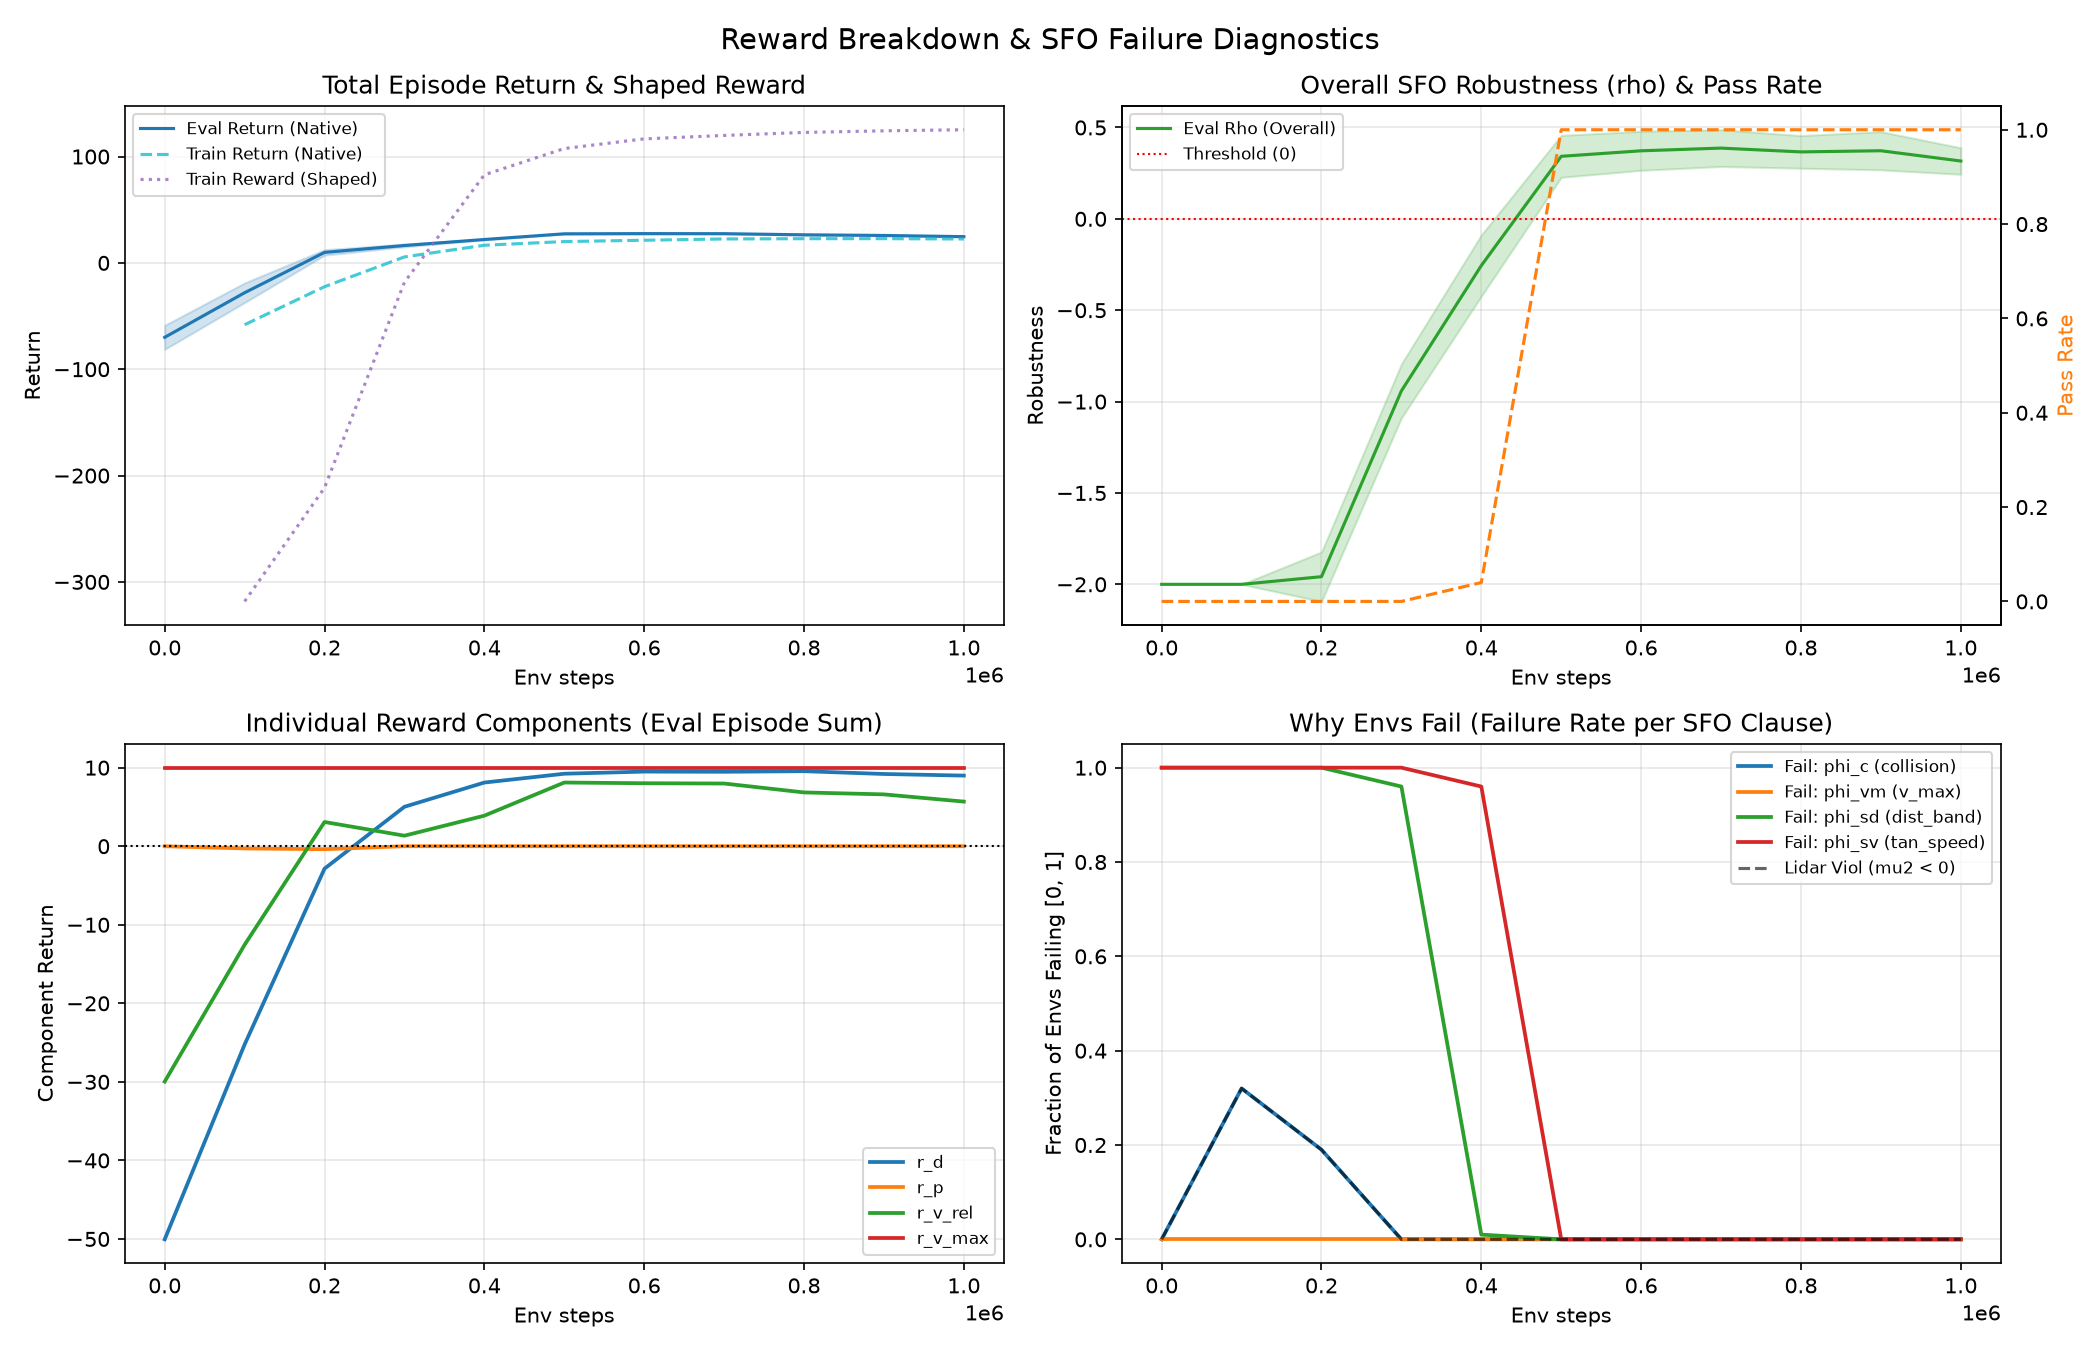 Reward Breakdown & SFO Failure Diagnostics
Total Episode Return & Shaped Reward
Eval Return (Native)
Train Return (Native)
Train Reward (Shaped)
100
0
−100
−200
−300
Return
0.0 0.2 0.4 0.6 0.8 1.0
1e6
Env steps
Overall SFO Robustness (rho) & Pass Rate
Eval Rho (Overall)
Threshold (0)
0.5
0.0
−0.5
−1.0
−1.5
−2.0
Robustness
1.0
0.8
0.6
0.4
0.2
0.0
Pass Rate
0.0 0.2 0.4 0.6 0.8 1.0
1e6
Env steps
Individual Reward Components (Eval Episode Sum)
10
0
−10
−20
−30
−40
−50
Component Return
r_d
r_p
r_v_rel
r_v_max
0.0 0.2 0.4 0.6 0.8 1.0
1e6
Env steps
Why Envs Fail (Failure Rate per SFO Clause)
Fail: phi_c (collision)
Fail: phi_vm (v_max)
Fail: phi_sd (dist_band)
Fail: phi_sv (tan_speed)
Lidar Viol (mu2 < 0)
1.0
0.8
0.6
0.4
0.2
0.0
Fraction of Envs Failing [0, 1]
0.0 0.2 0.4 0.6 0.8 1.0
1e6
Env steps